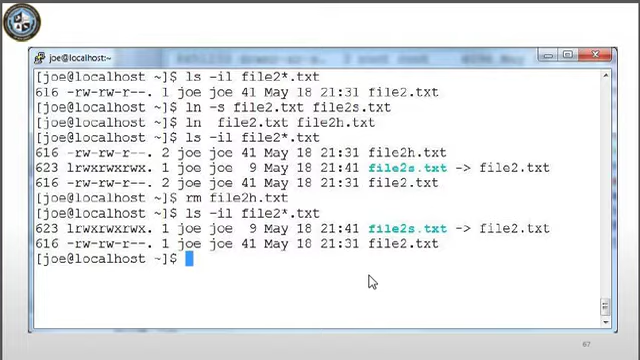 joe@localhost:~
[joe@localhost ~]$ ls -il file2*.txt
616 -rw-rw-r--. 1 joe joe 41 May 18 21:31 file2.txt
[joe@localhost ~]$ ln -s file2.txt file2s.txt
[joe@localhost ~]$ ln  file2.txt file2h.txt
[joe@localhost ~]$ ls -il file2*.txt
616 -rw-rw-r--. 2 joe joe 41 May 18 21:31 file2h.txt
623 lrwxrwxrwx. 1 joe joe  9 May 18 21:41 file2s.txt -> file2.txt
616 -rw-rw-r--. 2 joe joe 41 May 18 21:31 file2.txt
[joe@localhost ~]$ rm file2h.txt
[joe@localhost ~]$ ls -il file2*.txt
623 lrwxrwxrwx. 1 joe joe  9 May 18 21:41 file2s.txt -> file2.txt
616 -rw-rw-r--. 1 joe joe 41 May 18 21:31 file2.txt
[joe@localhost ~]$
67